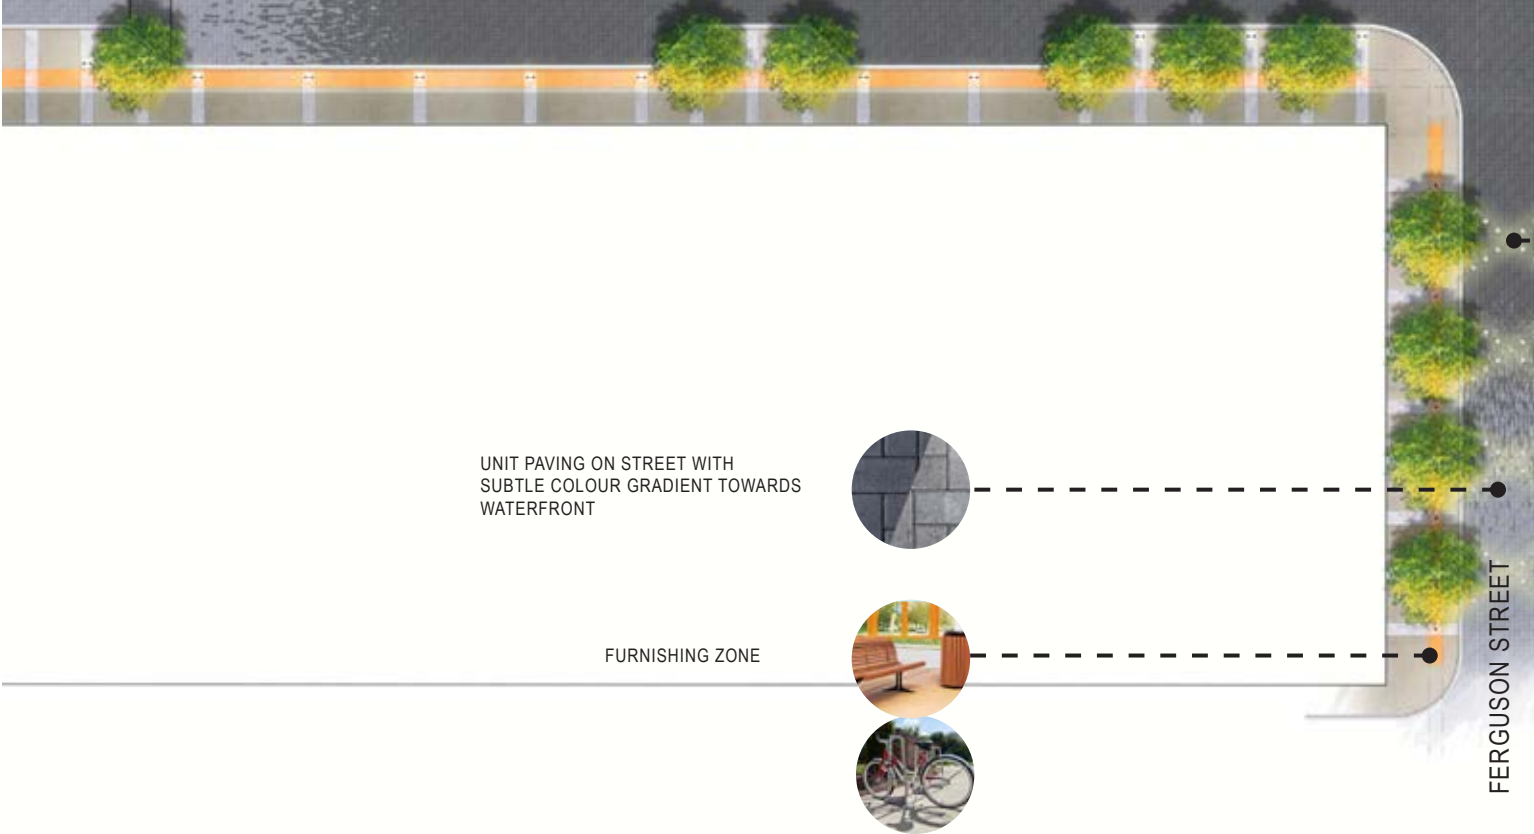 UNIT PAVING ON STREET WITH
SUBTLE COLOUR GRADIENT TOWARDS
WATERFRONT
FURNISHING ZONE
FERGUSON STREET